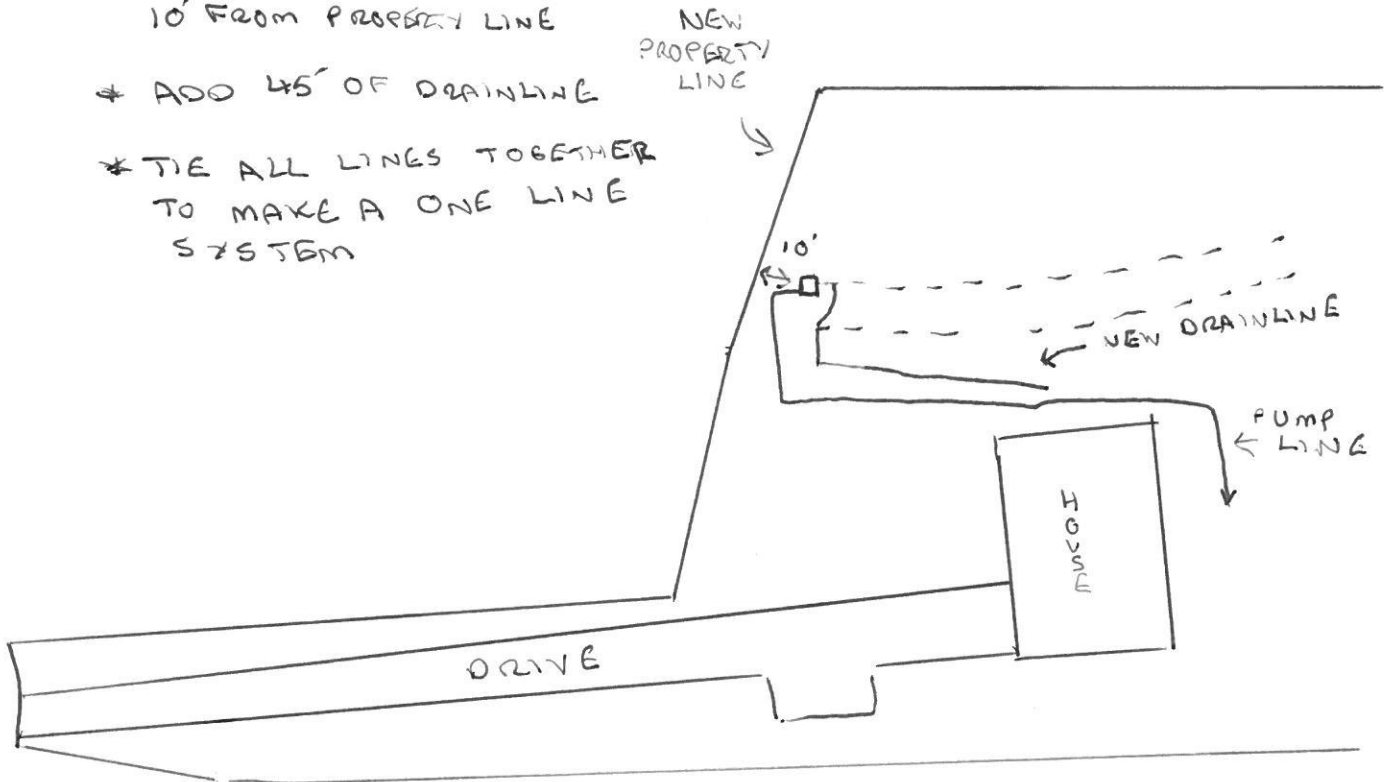 10' FROM PROPERTY LINE
* ADD 45' OF DRAINLINE
* TIE ALL LINES TOGETHER
TO MAKE A ONE LINE
SYSTEM
NEW
PROPERTY
LINE
10'
NEW DRAINLINE
PUMP
LINE
HOUSE
DRIVE